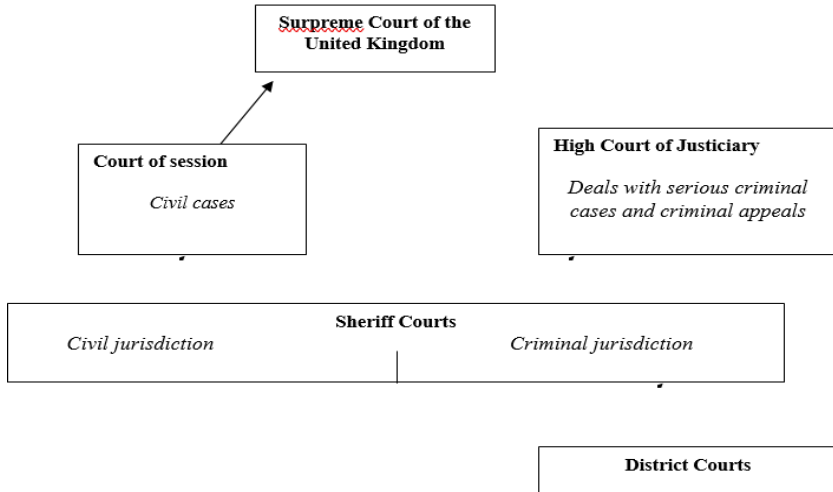 Surpreme Court of the
United Kingdom
Court of session
Civil cases
High Court of Justiciary
Deals with serious criminal
cases and criminal appeals
Sheriff Courts
Civil jurisdiction
Criminal jurisdiction
District Courts